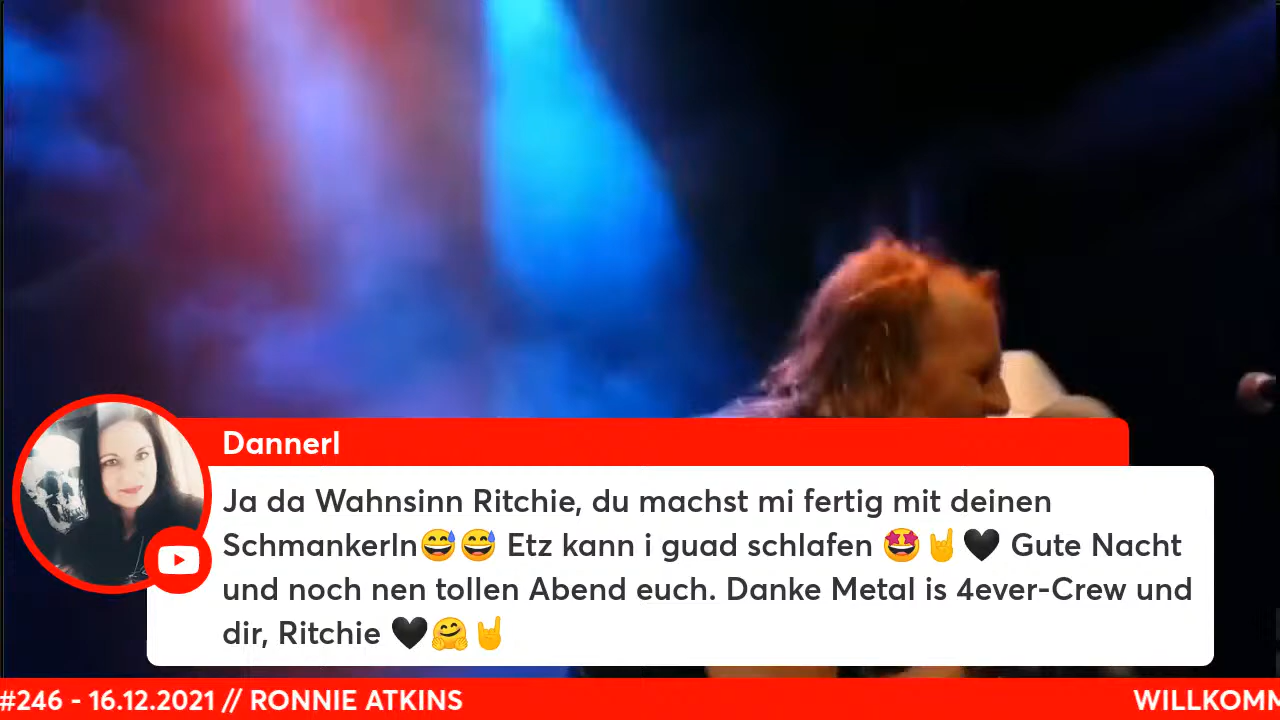 Dannerl
Ja da Wahnsinn Ritchie, du machst mi fertig mit deinen
Schmankerln😅😅 Etz kann i guad schlafen 🤩🤘🖤 Gute Nacht
und noch nen tollen Abend euch. Danke Metal is 4ever-Crew und
dir, Ritchie 🖤🤗🤘
#246 - 16.12.2021 // RONNIE ATKINS
WILLKOMM